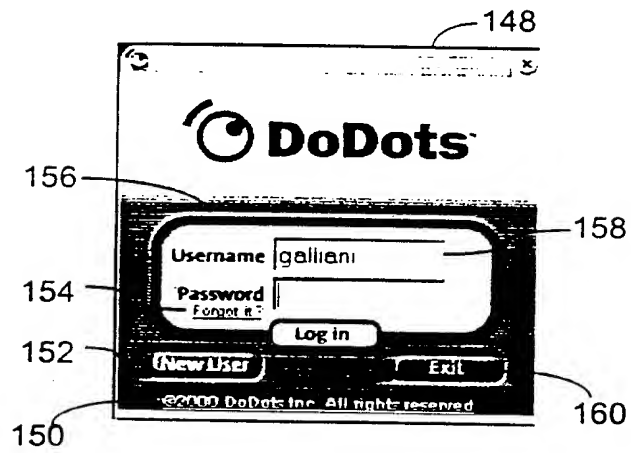 148
DoDots
156
158
Username galliani
154
Password
Forgot it?
Log in
152
New User Exit
160
©2000 DoDots Inc. All rights reserved
150